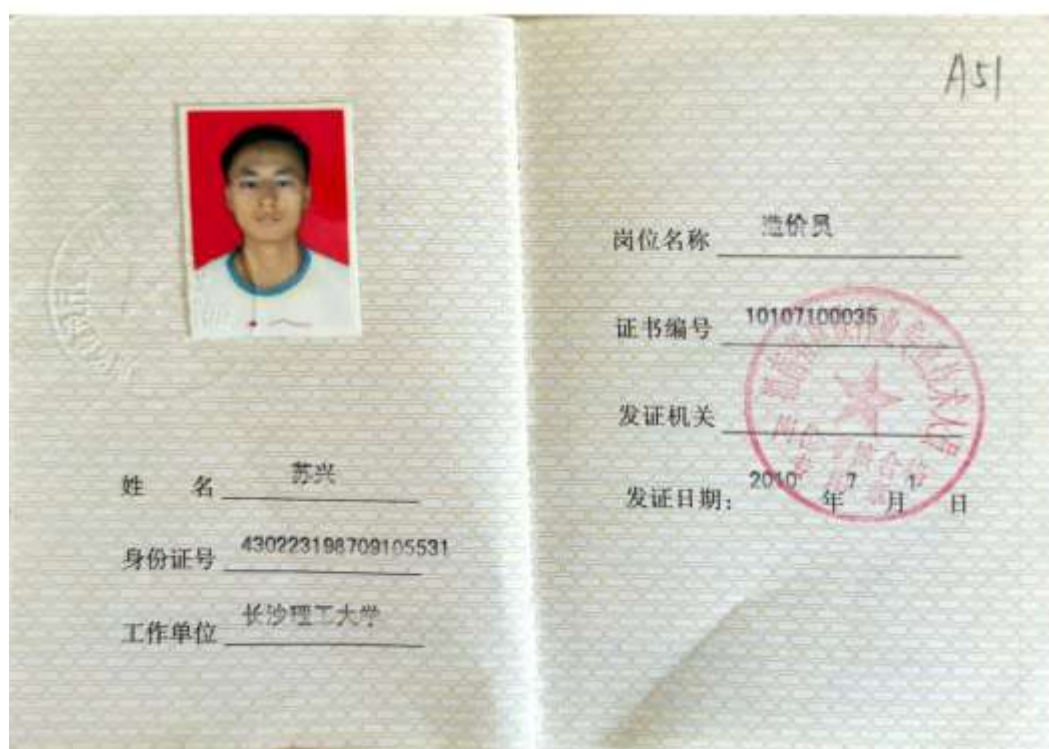 姓 名 苏兴
身份证号 430223198709105531
工作单位 长沙理工大学
A51
岗位名称 造价员
证书编号 10107100035
发证机关
发证日期: 2010 年 7 月 1 日